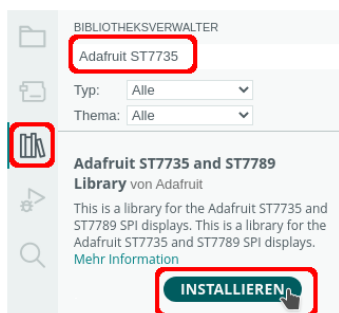 BIBLIOTHEKSVERWALTER
Adafruit ST7735
Typ: Alle
Thema: Alle
Adafruit ST7735 and ST7789
Library von Adafruit
This is a library for the Adafruit ST7735 and
ST7789 SPI displays. This is a library for the
Adafruit ST7735 and ST7789 SPI displays.
Mehr Information
INSTALLIEREN